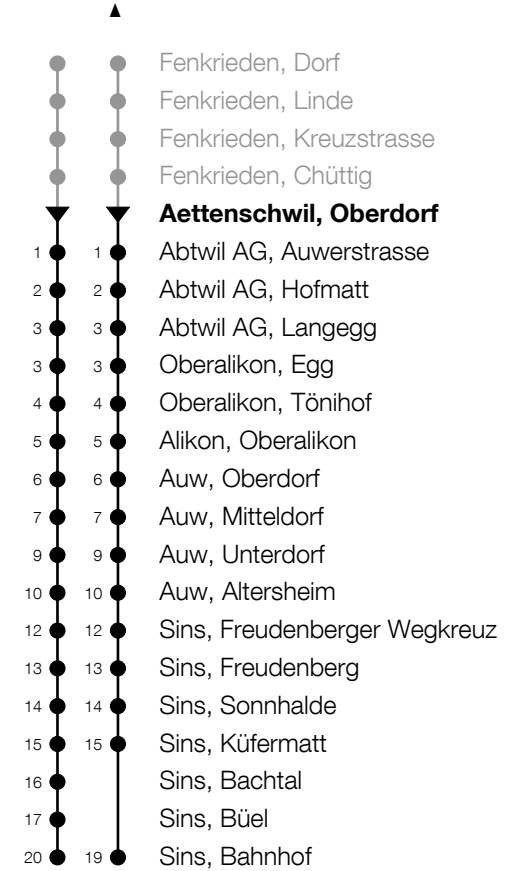 Fenkrieden, Dorf
Fenkrieden, Linde
Fenkrieden, Kreuzstrasse
Fenkrieden, Chüttig
Aettenschwil, Oberdorf
1 1 Abtwil AG, Auwerstrasse
2 2 Abtwil AG, Hofmatt
3 3 Abtwil AG, Langegg
3 3 Oberalikon, Egg
4 4 Oberalikon, Tönihof
5 5 Alikon, Oberalikon
6 6 Auw, Oberdorf
7 7 Auw, Mitteldorf
9 9 Auw, Unterdorf
10 10 Auw, Altersheim
12 12 Sins, Freudenberger Wegkreuz
13 13 Sins, Freudenberg
14 14 Sins, Sonnhalde
15 15 Sins, Küfermatt
16 Sins, Bachtal
17 Sins, Büel
20 19 Sins, Bahnhof